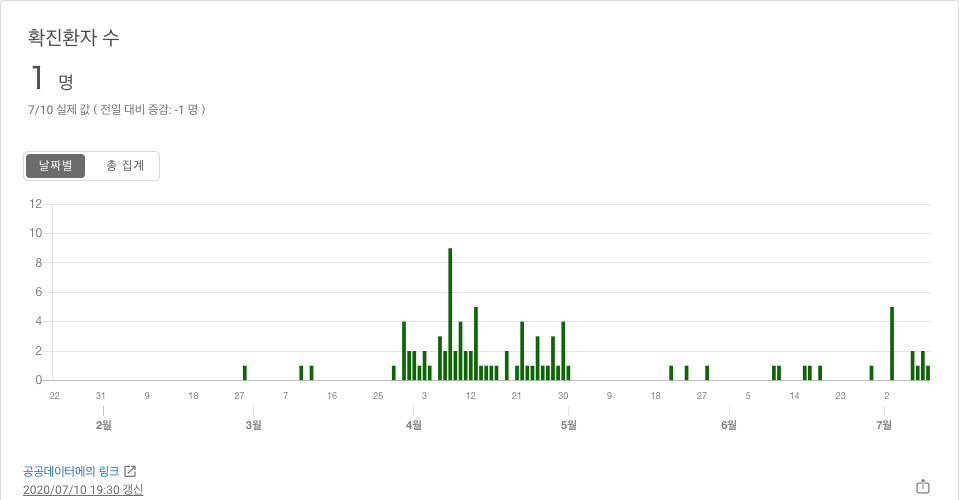 확진환자 수
1 명
7/10 실제 값 ( 전일 대비 증감: -1 명 )
날짜별 총 집계
12
10
8
6
4
2
0
22 31 9 18 27 7 16 25 3 12 21 30 9 18 27 5 14 23 2
2월 3월 4월 5월 6월 7월
공공데이터에의 링크
2020/07/10 19:30 갱신